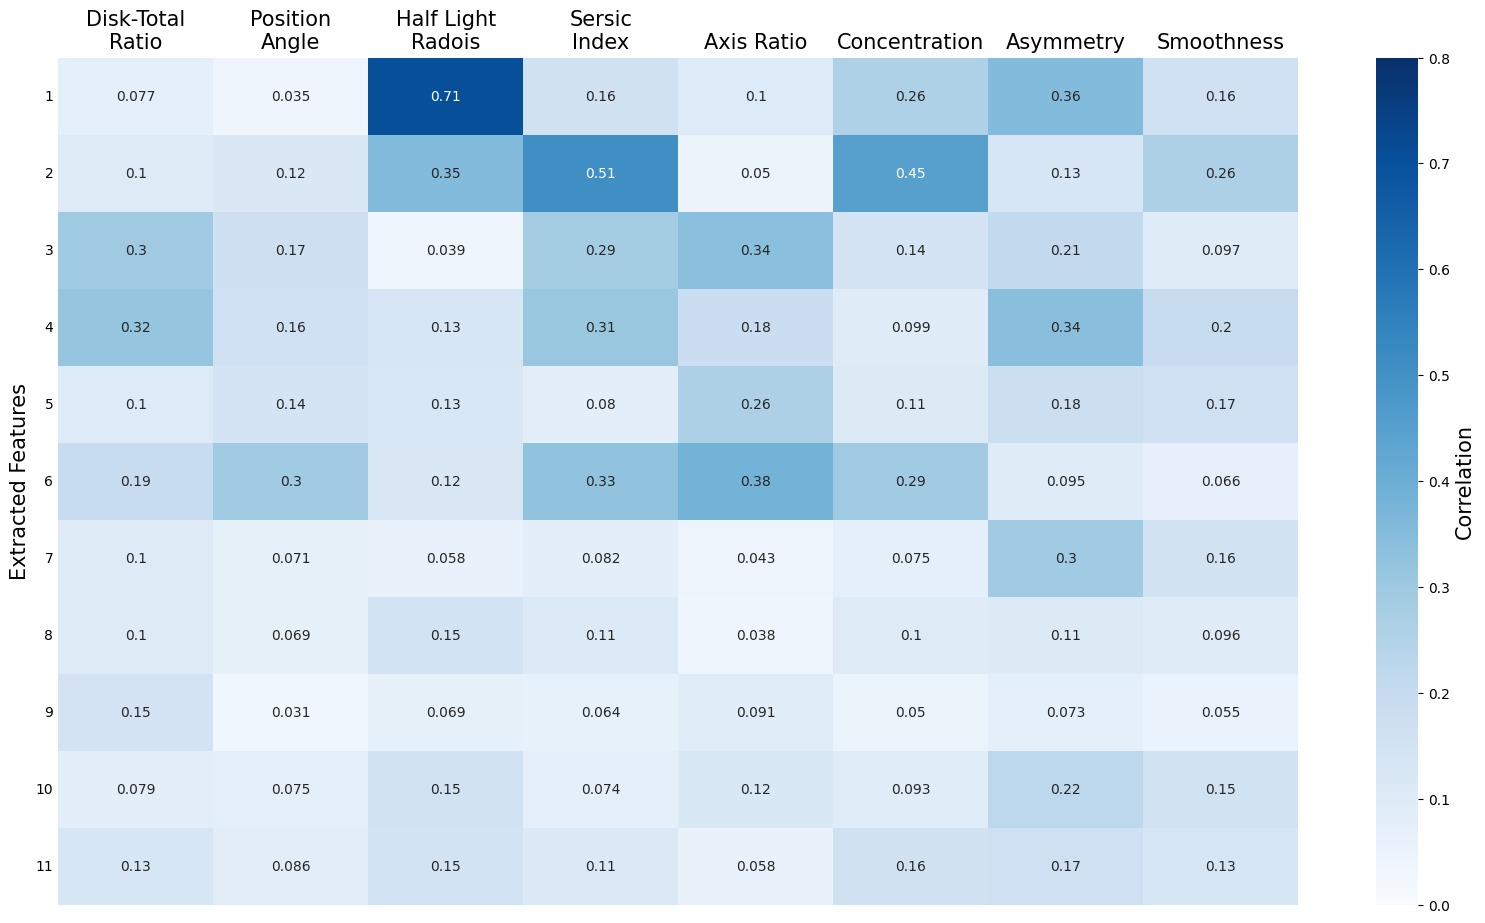 Disk-Total Ratio
Position Angle
Half Light Radois
Sersic Index
Axis Ratio
Concentration
Asymmetry
Smoothness
Extracted Features
1 0.077 0.035 0.71 0.16 0.1 0.26 0.36 0.16
2 0.1 0.12 0.35 0.51 0.05 0.45 0.13 0.26
3 0.3 0.17 0.039 0.29 0.34 0.14 0.21 0.097
4 0.32 0.16 0.13 0.31 0.18 0.099 0.34 0.2
5 0.1 0.14 0.13 0.08 0.26 0.11 0.18 0.17
6 0.19 0.3 0.12 0.33 0.38 0.29 0.095 0.066
7 0.1 0.071 0.058 0.082 0.043 0.075 0.3 0.16
8 0.1 0.069 0.15 0.11 0.038 0.1 0.11 0.096
9 0.15 0.031 0.069 0.064 0.091 0.05 0.073 0.055
10 0.079 0.075 0.15 0.074 0.12 0.093 0.22 0.15
11 0.13 0.086 0.15 0.11 0.058 0.16 0.17 0.13
0.8
0.7
0.6
0.5
0.4
0.3
0.2
0.1
0.0
Correlation